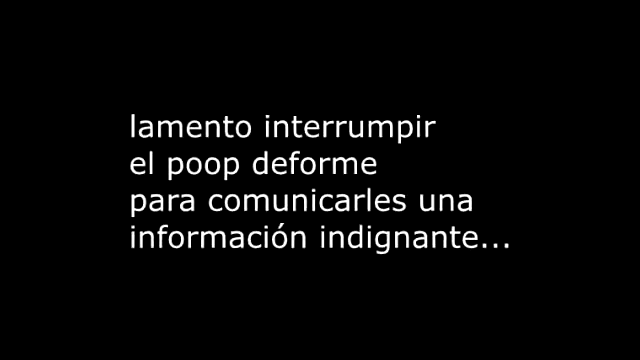 lamento interrumpir
el poop deforme
para comunicarles una
información indignante...